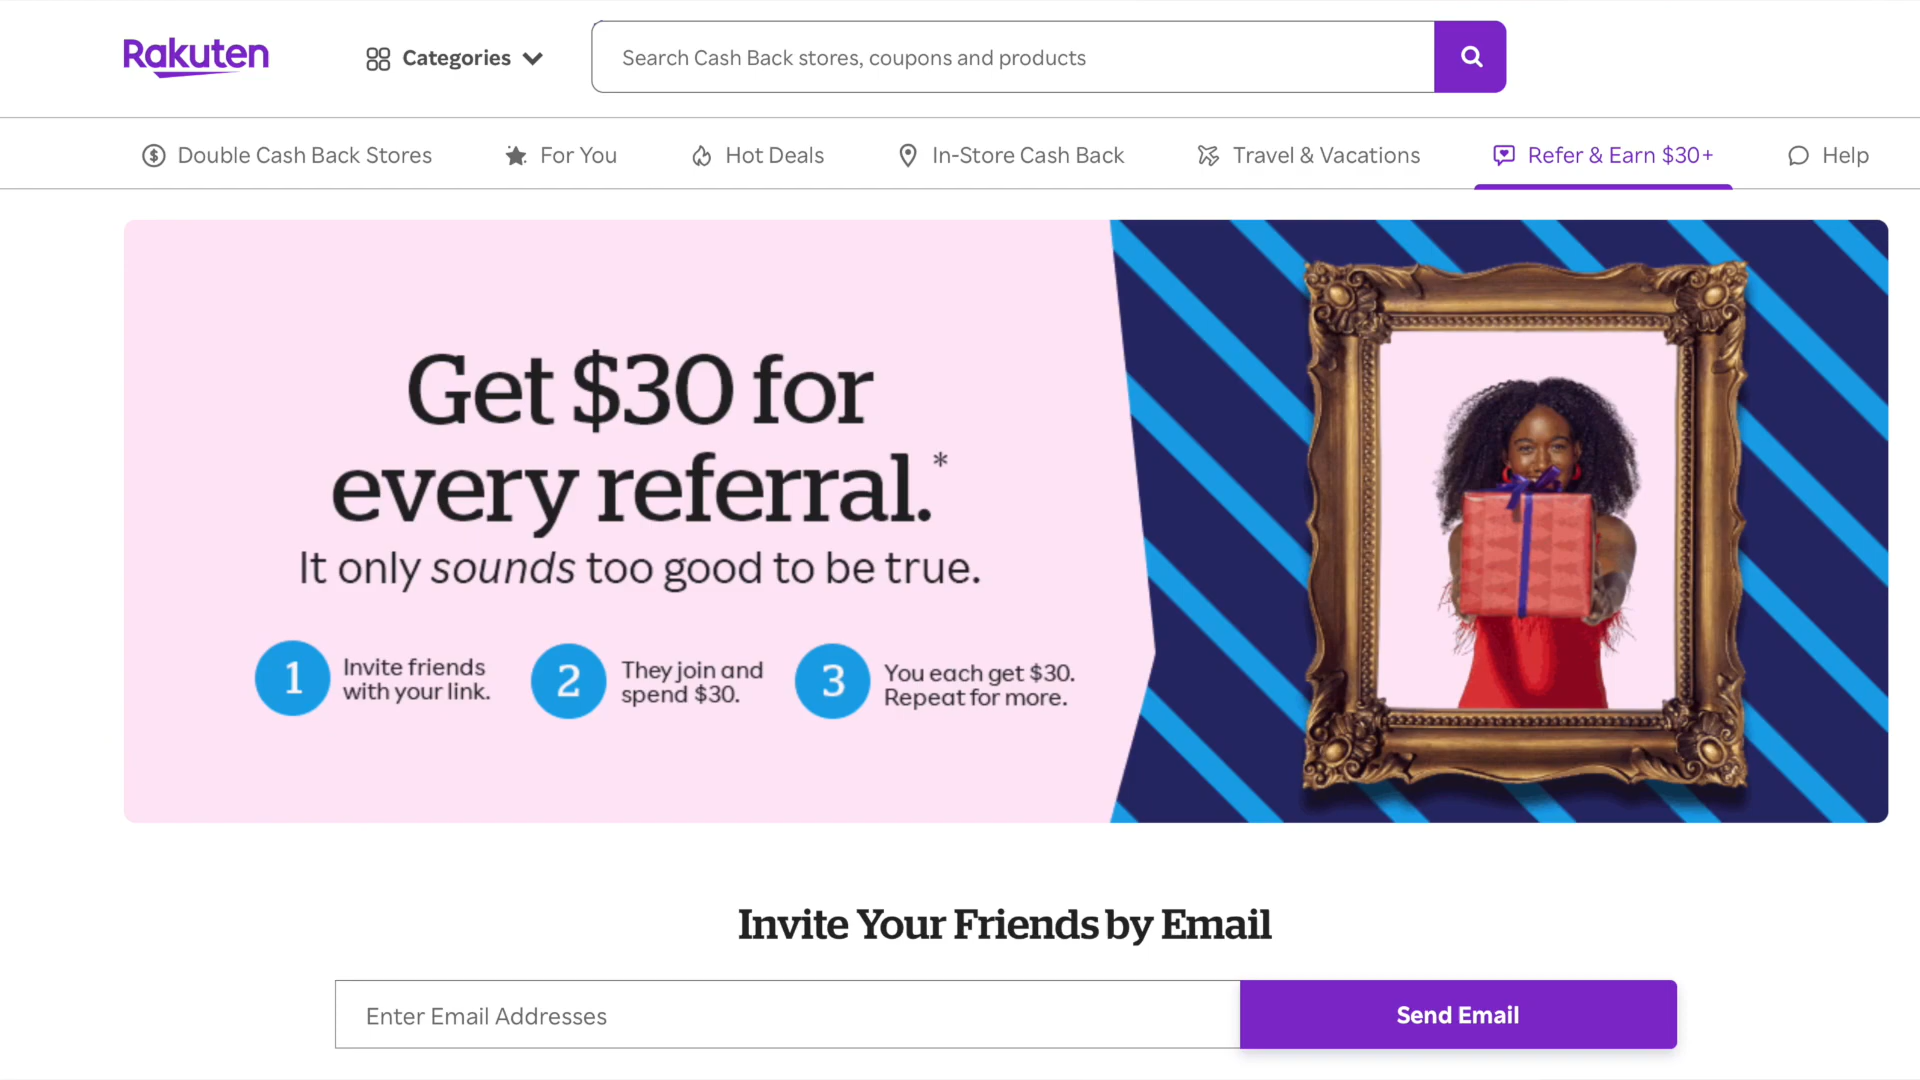 Rakuten
Categories
Search Cash Back stores, coupons and products
Double Cash Back Stores
For You
Hot Deals
In-Store Cash Back
Travel & Vacations
Refer & Earn $30+
Help
Get $30 for
every referral.*
It only sounds too good to be true.
1
Invite friends
with your link.
2
They join and
spend $30.
3
You each get $30.
Repeat for more.
Invite Your Friends by Email
Enter Email Addresses
Send Email